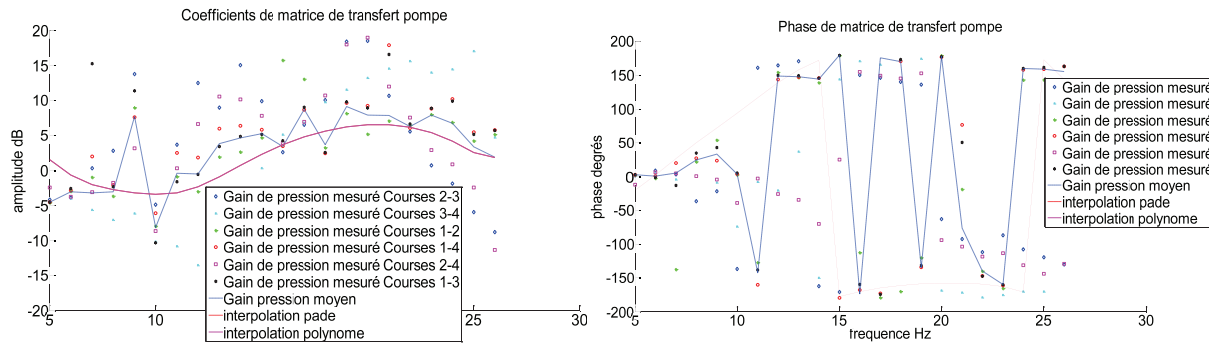 Coefficients de matrice de transfert pompe
amplitude dB
20
15
10
5
0
-5
-10
-15
-20
5
10
15
20
25
30
Gain de pression mesuré Courses 2-3
Gain de pression mesuré Courses 3-4
Gain de pression mesuré Courses 1-2
Gain de pression mesuré Courses 1-4
Gain de pression mesuré Courses 2-4
Gain de pression mesuré Courses 1-3
Gain pression moyen
interpolation pade
interpolation polynome
Phase de matrice de transfert pompe
phase degrés
200
150
100
50
0
-50
-100
-150
-200
5
10
15
20
25
30
frequence Hz
Gain de pression mesuré
Gain de pression mesuré
Gain de pression mesuré
Gain de pression mesuré
Gain de pression mesuré
Gain de pression mesuré
Gain pression moyen
interpolation pade
interpolation polynome